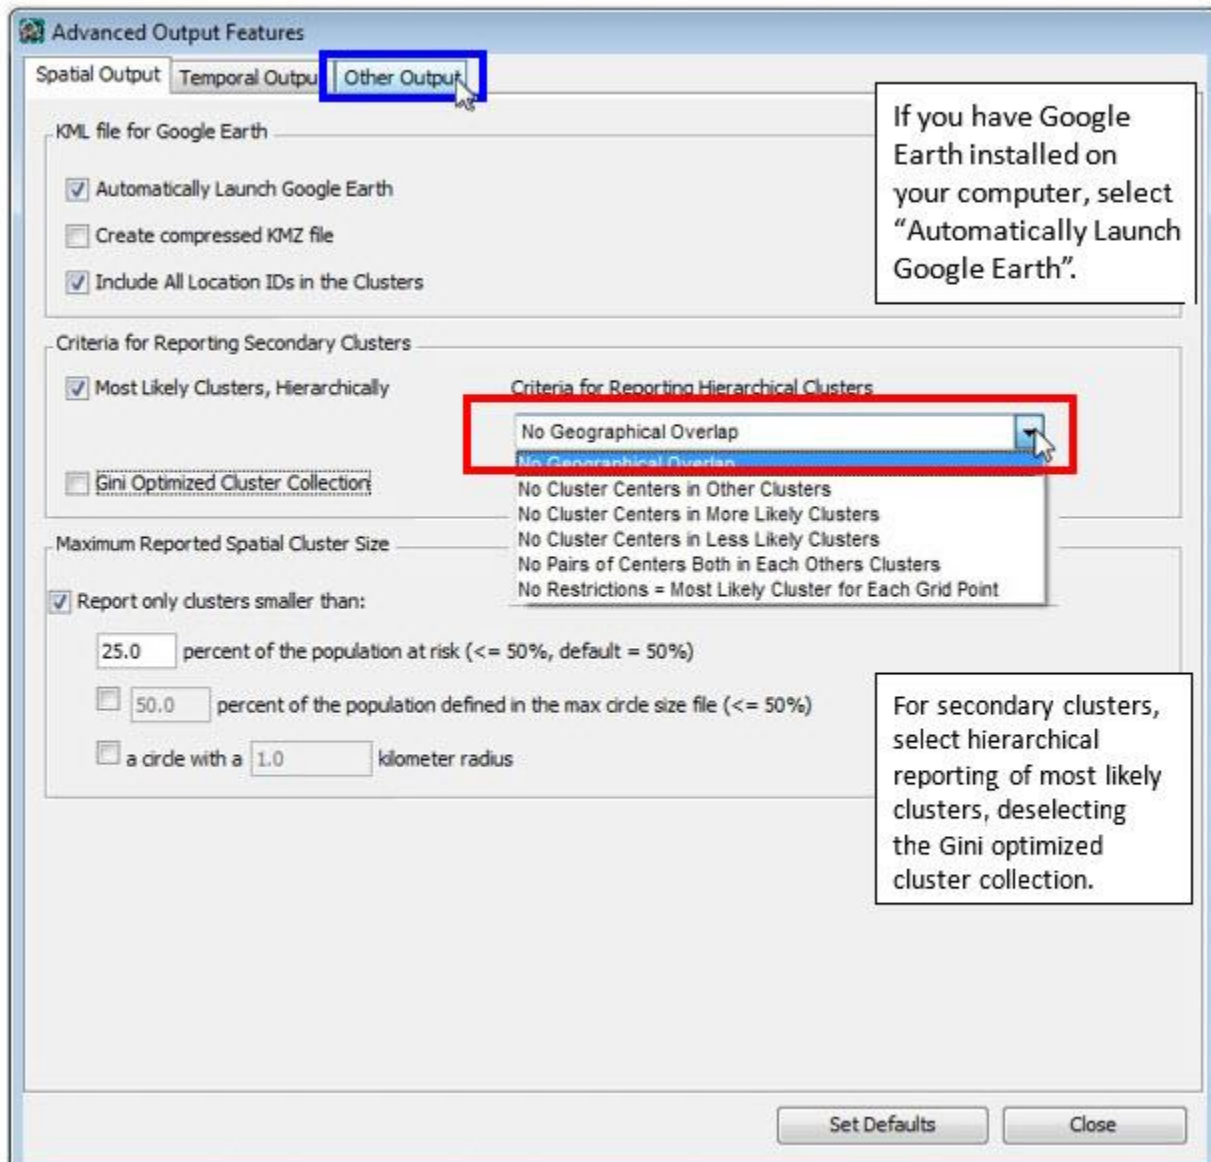 Advanced Output Features
Spatial Output Temporal Outpu Other Output
KML file for Google Earth
Automatically Launch Google Earth
Create compressed KMZ file
Include All Location IDs in the Clusters
If you have Google
Earth installed on
your computer, select
“Automatically Launch
Google Earth”.
Criteria for Reporting Secondary Clusters
Most Likely Clusters, Hierarchically
Criteria for Reporting Hierarchical Clusters
No Geographical Overlap
No Geographical Overlap
No Cluster Centers in Other Clusters
No Cluster Centers in More Likely Clusters
No Cluster Centers in Less Likely Clusters
No Pairs of Centers Both in Each Others Clusters
No Restrictions = Most Likely Cluster for Each Grid Point
Gini Optimized Cluster Collection
Maximum Reported Spatial Cluster Size
Report only clusters smaller than:
25.0 percent of the population at risk (<= 50%, default = 50%)
50.0 percent of the population defined in the max circle size file (<= 50%)
a circle with a 1.0 kilometer radius
For secondary clusters,
select hierarchical
reporting of most likely
clusters, deselecting
the Gini optimized
cluster collection.
Set Defaults Close